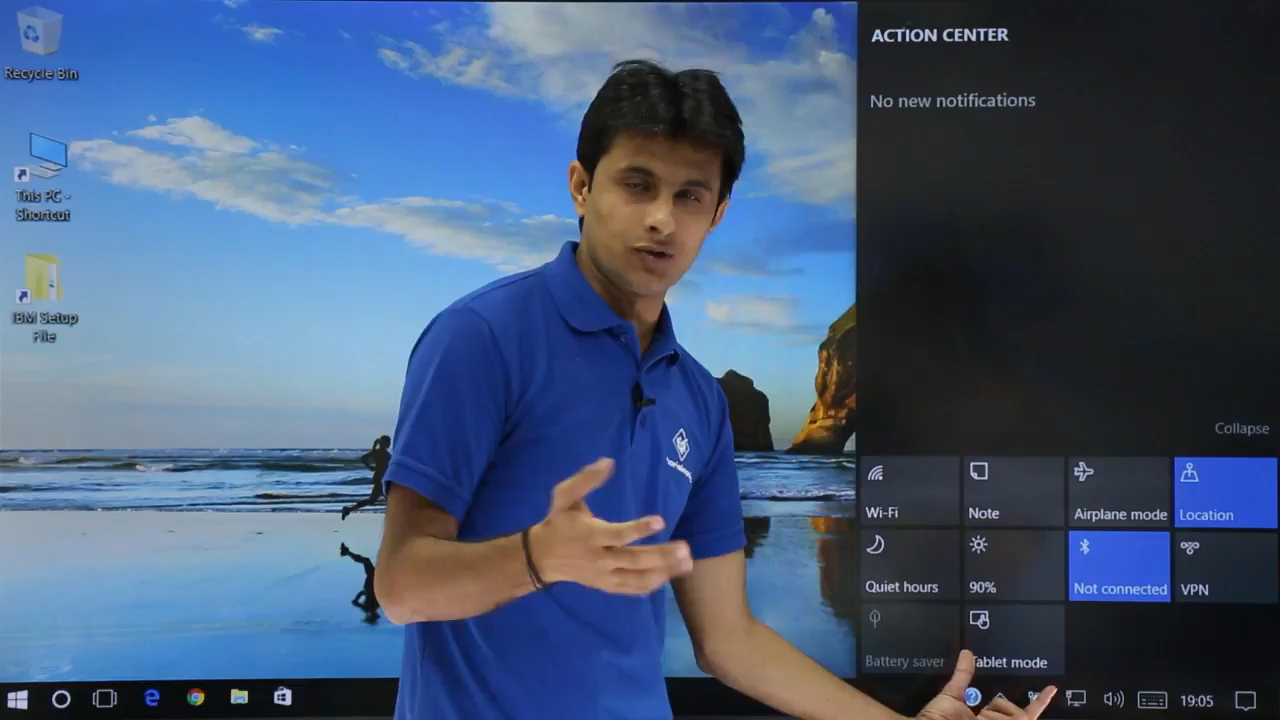 Recycle Bin
This PC -
Shortcut
IBM Setup
File
ACTION CENTER
No new notifications
Collapse
Wi-Fi
Note
Airplane mode
Location
Quiet hours
90%
Not connected
VPN
Battery saver
Tablet mode
19:05